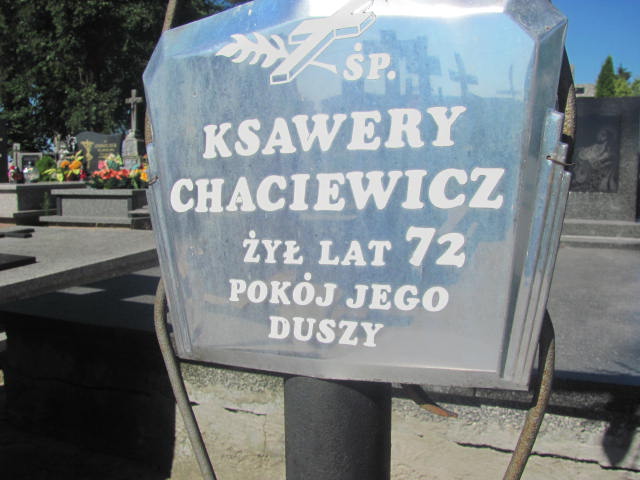 ŚP.
KSAWERY
CHACIEWICZ
ŻYŁ LAT 72
POKÓJ JEGO
DUSZY